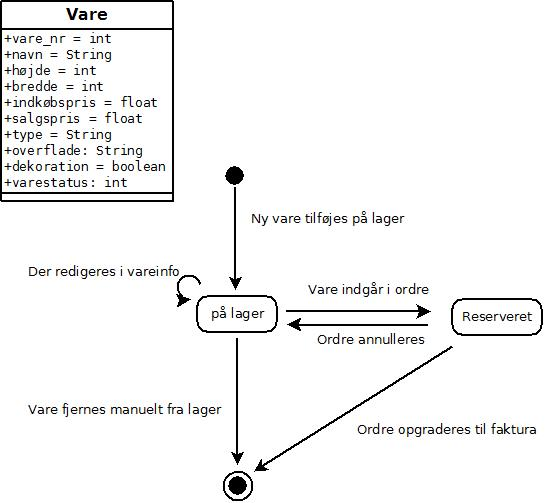 Vare
+vare_nr = int
+navn = String
+højde = int
+bredde = int
+indkøbspris = float
+salgspris = float
+type = String
+overflade: String
+dekoration = boolean
+varestatus: int
Ny vare tilføjes på lager
Der redigeres i vareinfo
Vare indgår i ordre
på lager
Reserveret
Ordre annulleres
Vare fjernes manuelt fra lager
Ordre opgraderes til faktura